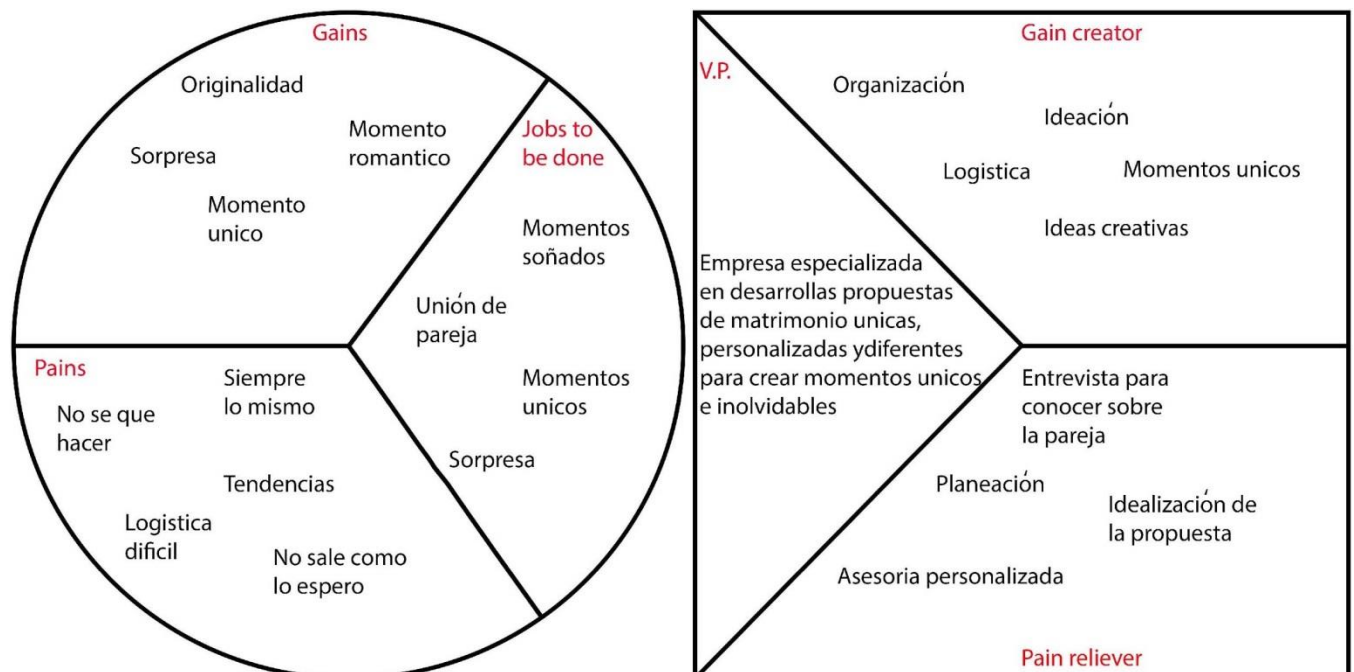 Gains
Originalidad
Momento
romantico
Sorpresa
Momento
unico
Jobs to
be done
Momentos
soñados
Unión de
pareja
Momentos
unicos
Sorpresa
Pains
Siempre
lo mismo
No se que
hacer
Tendencias
Logistica
dificil
No sale como
lo espero
V.P.
Empresa especializada
en desarrollas propuestas
de matrimonio unicas,
personalizadas ydiferentes
para crear momentos unicos
e inolvidables
Gain creator
Organización
Ideación
Logistica
Momentos unicos
Ideas creativas
Entrevista para
conocer sobre
la pareja
Planeación
Idealización de
la propuesta
Asesoria personalizada
Pain reliever